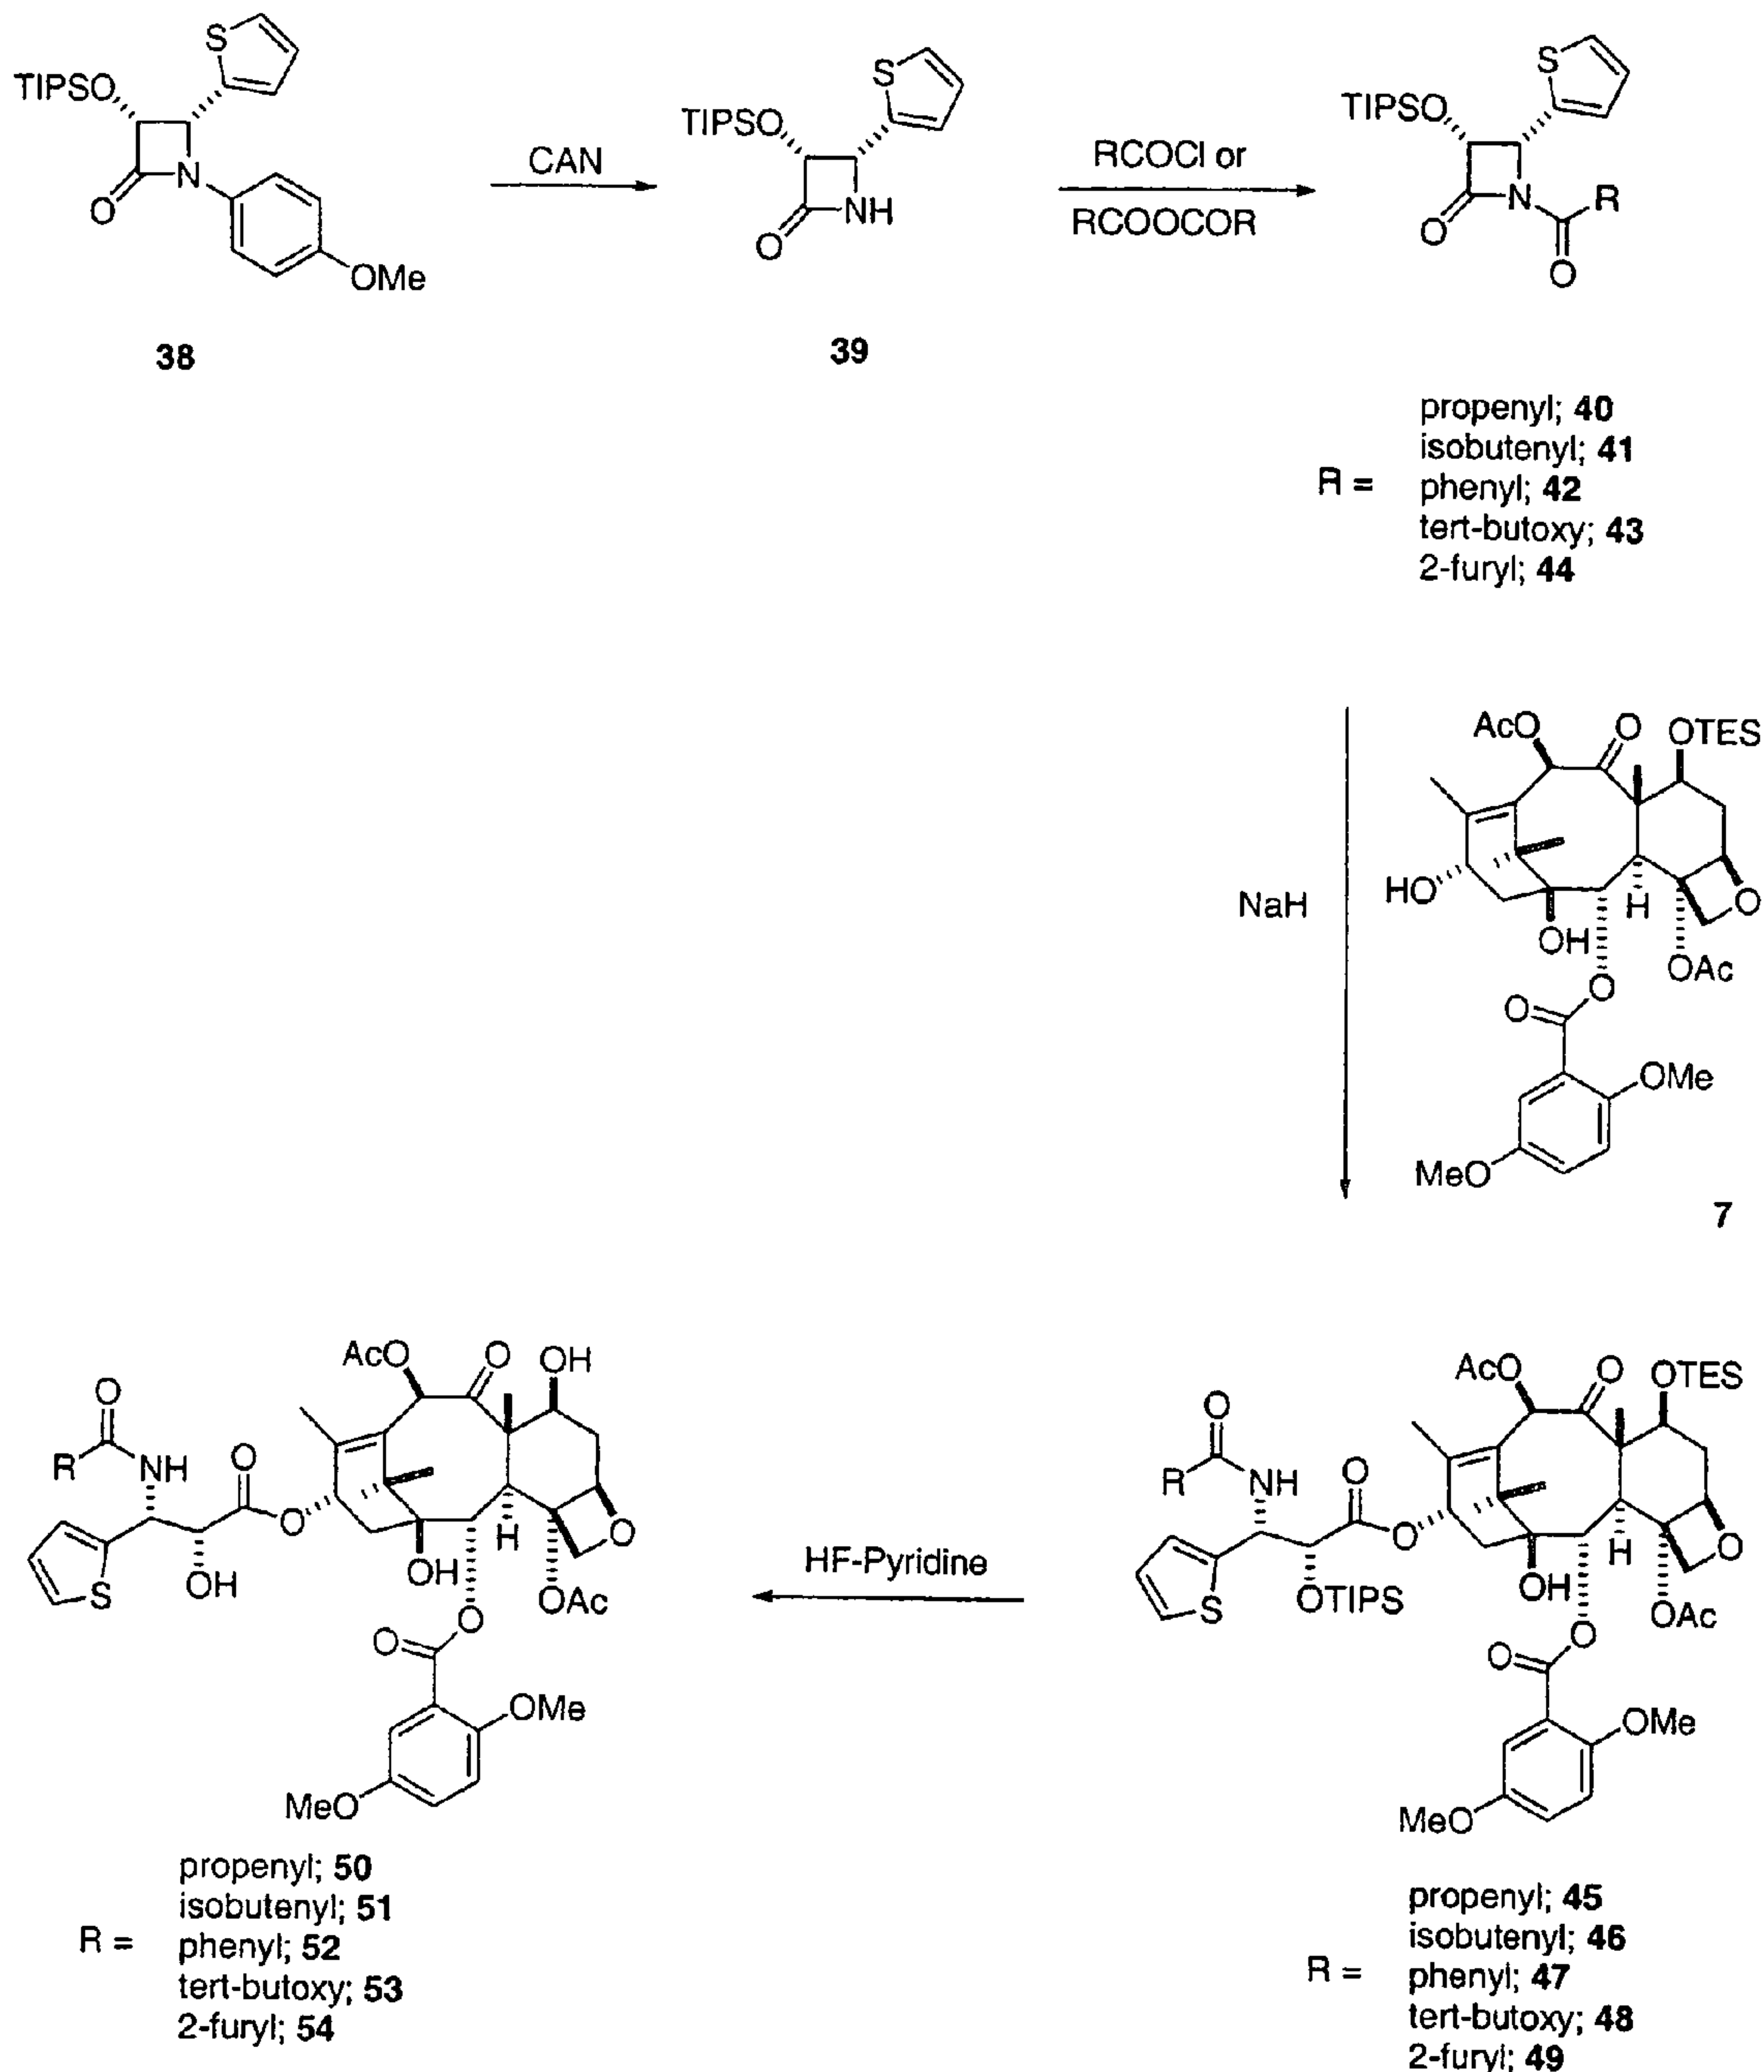 S
TIPSO
N
O
OMe
38
CAN
S
TIPSO
NH
O
39
RCOCl or
RCOOCOR
S
TIPSO
N
R
O
O
R =
propenyl; 40
isobutenyl; 41
phenyl; 42
tert-butoxy; 43
2-furyl; 44
NaH
AcO
O
OTES
HO
H
O
OH
OAc
O
O
OMe
MeO
7
AcO
O
OTES
O
R
NH
O
O
H
O
S
OTIPS
OH
OAc
O
O
OMe
MeO
R =
propenyl; 45
isobutenyl; 46
phenyl; 47
tert-butoxy; 48
2-furyl; 49
HF-Pyridine
AcO
O
OH
O
R
NH
O
O
H
O
S
OH
OH
OAc
O
O
OMe
MeO
R =
propenyl; 50
isobutenyl; 51
phenyl; 52
tert-butoxy; 53
2-furyl; 54